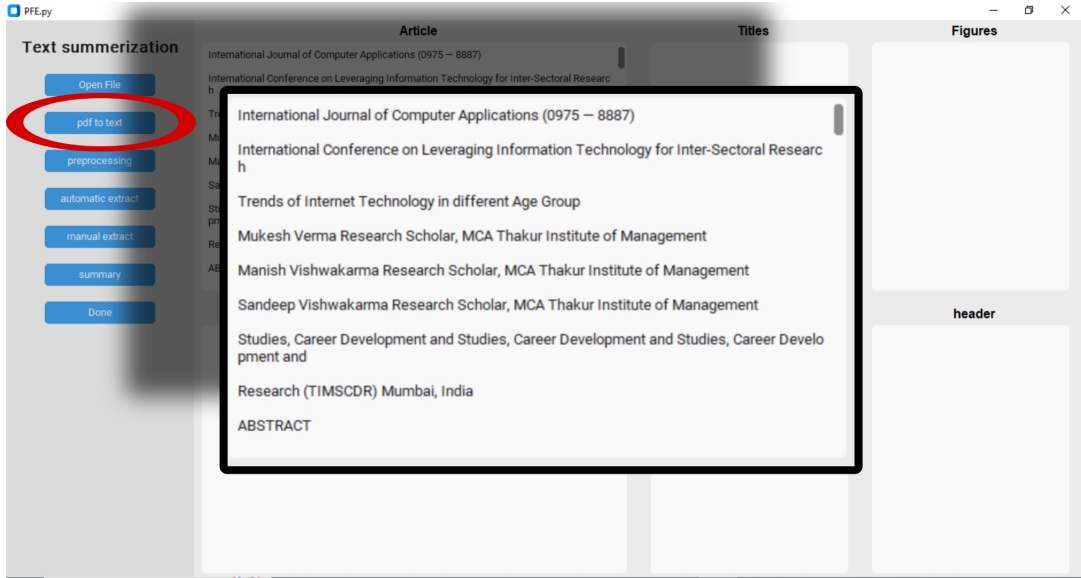 PFE.py
Text summerization
Open File
pdf to text
preprocessing
automatic extract
manual extract
summary
Done
Article
International Journal of Computer Applications (0975 – 8887)
International Conference on Leveraging Information Technology for Inter-Sectoral Researc
h
Titles
Figures
header
International Journal of Computer Applications (0975 – 8887)
International Conference on Leveraging Information Technology for Inter-Sectoral Researc
h
Trends of Internet Technology in different Age Group
Mukesh Verma Research Scholar, MCA Thakur Institute of Management
Manish Vishwakarma Research Scholar, MCA Thakur Institute of Management
Sandeep Vishwakarma Research Scholar, MCA Thakur Institute of Management
Studies, Career Development and Studies, Career Development and Studies, Career Develo
pment and
Research (TIMSCDR) Mumbai, India
ABSTRACT